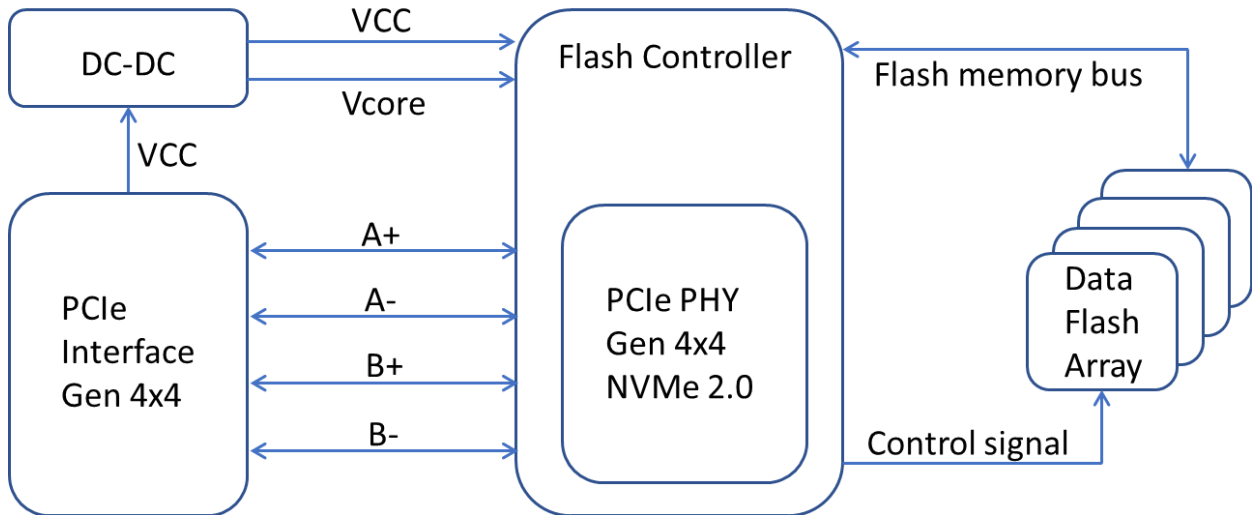 VCC
DC-DC
Vcore
VCC
Flash Controller
Flash memory bus
A+
A-
B+
B-
PCIe
Interface
Gen 4x4
PCIe PHY
Gen 4x4
NVMe 2.0
Data
Flash
Array
Control signal